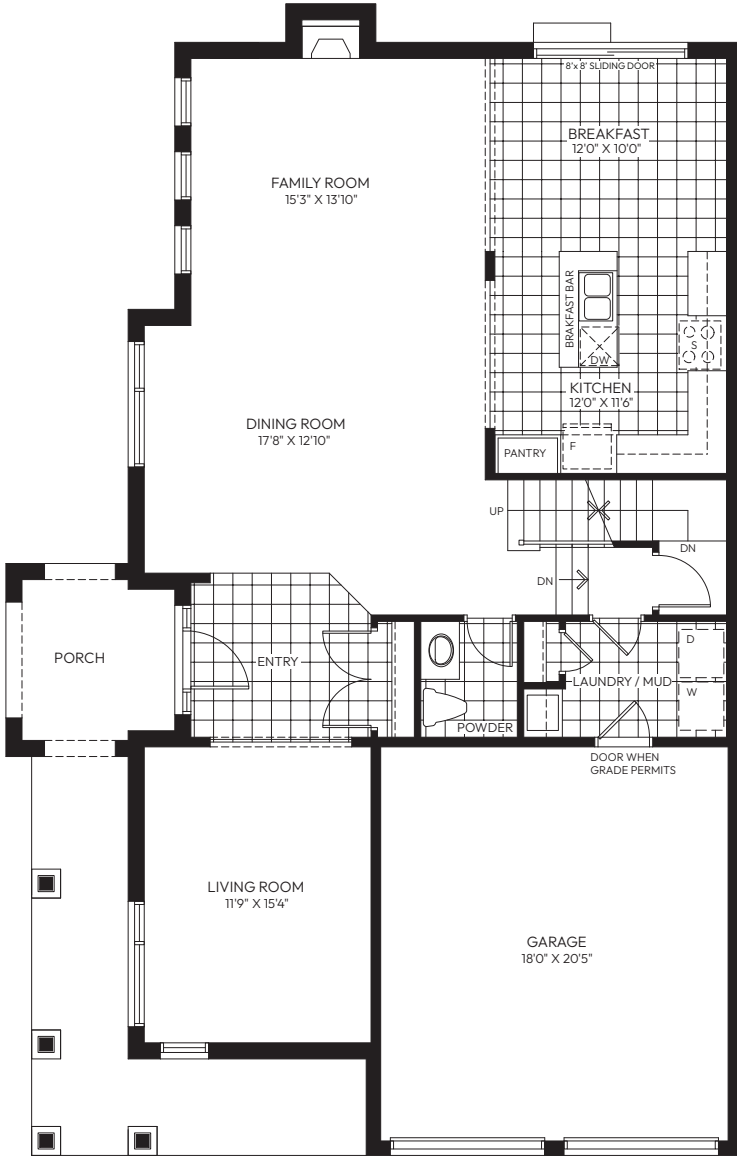 8'x 8' SLIDING DOOR
BREAKFAST
12'0" X 10'0"
FAMILY ROOM
15'3" X 13'10"
BRAKFAST BAR
DW
S
KITCHEN
12'0" X 11'6"
DINING ROOM
17'8" X 12'10"
PANTRY
F
UP
DN
DN
PORCH
ENTRY
D
LAUNDRY / MUD
W
POWDER
DOOR WHEN
GRADE PERMITS
LIVING ROOM
11'9" X 15'4"
GARAGE
18'0" X 20'5"